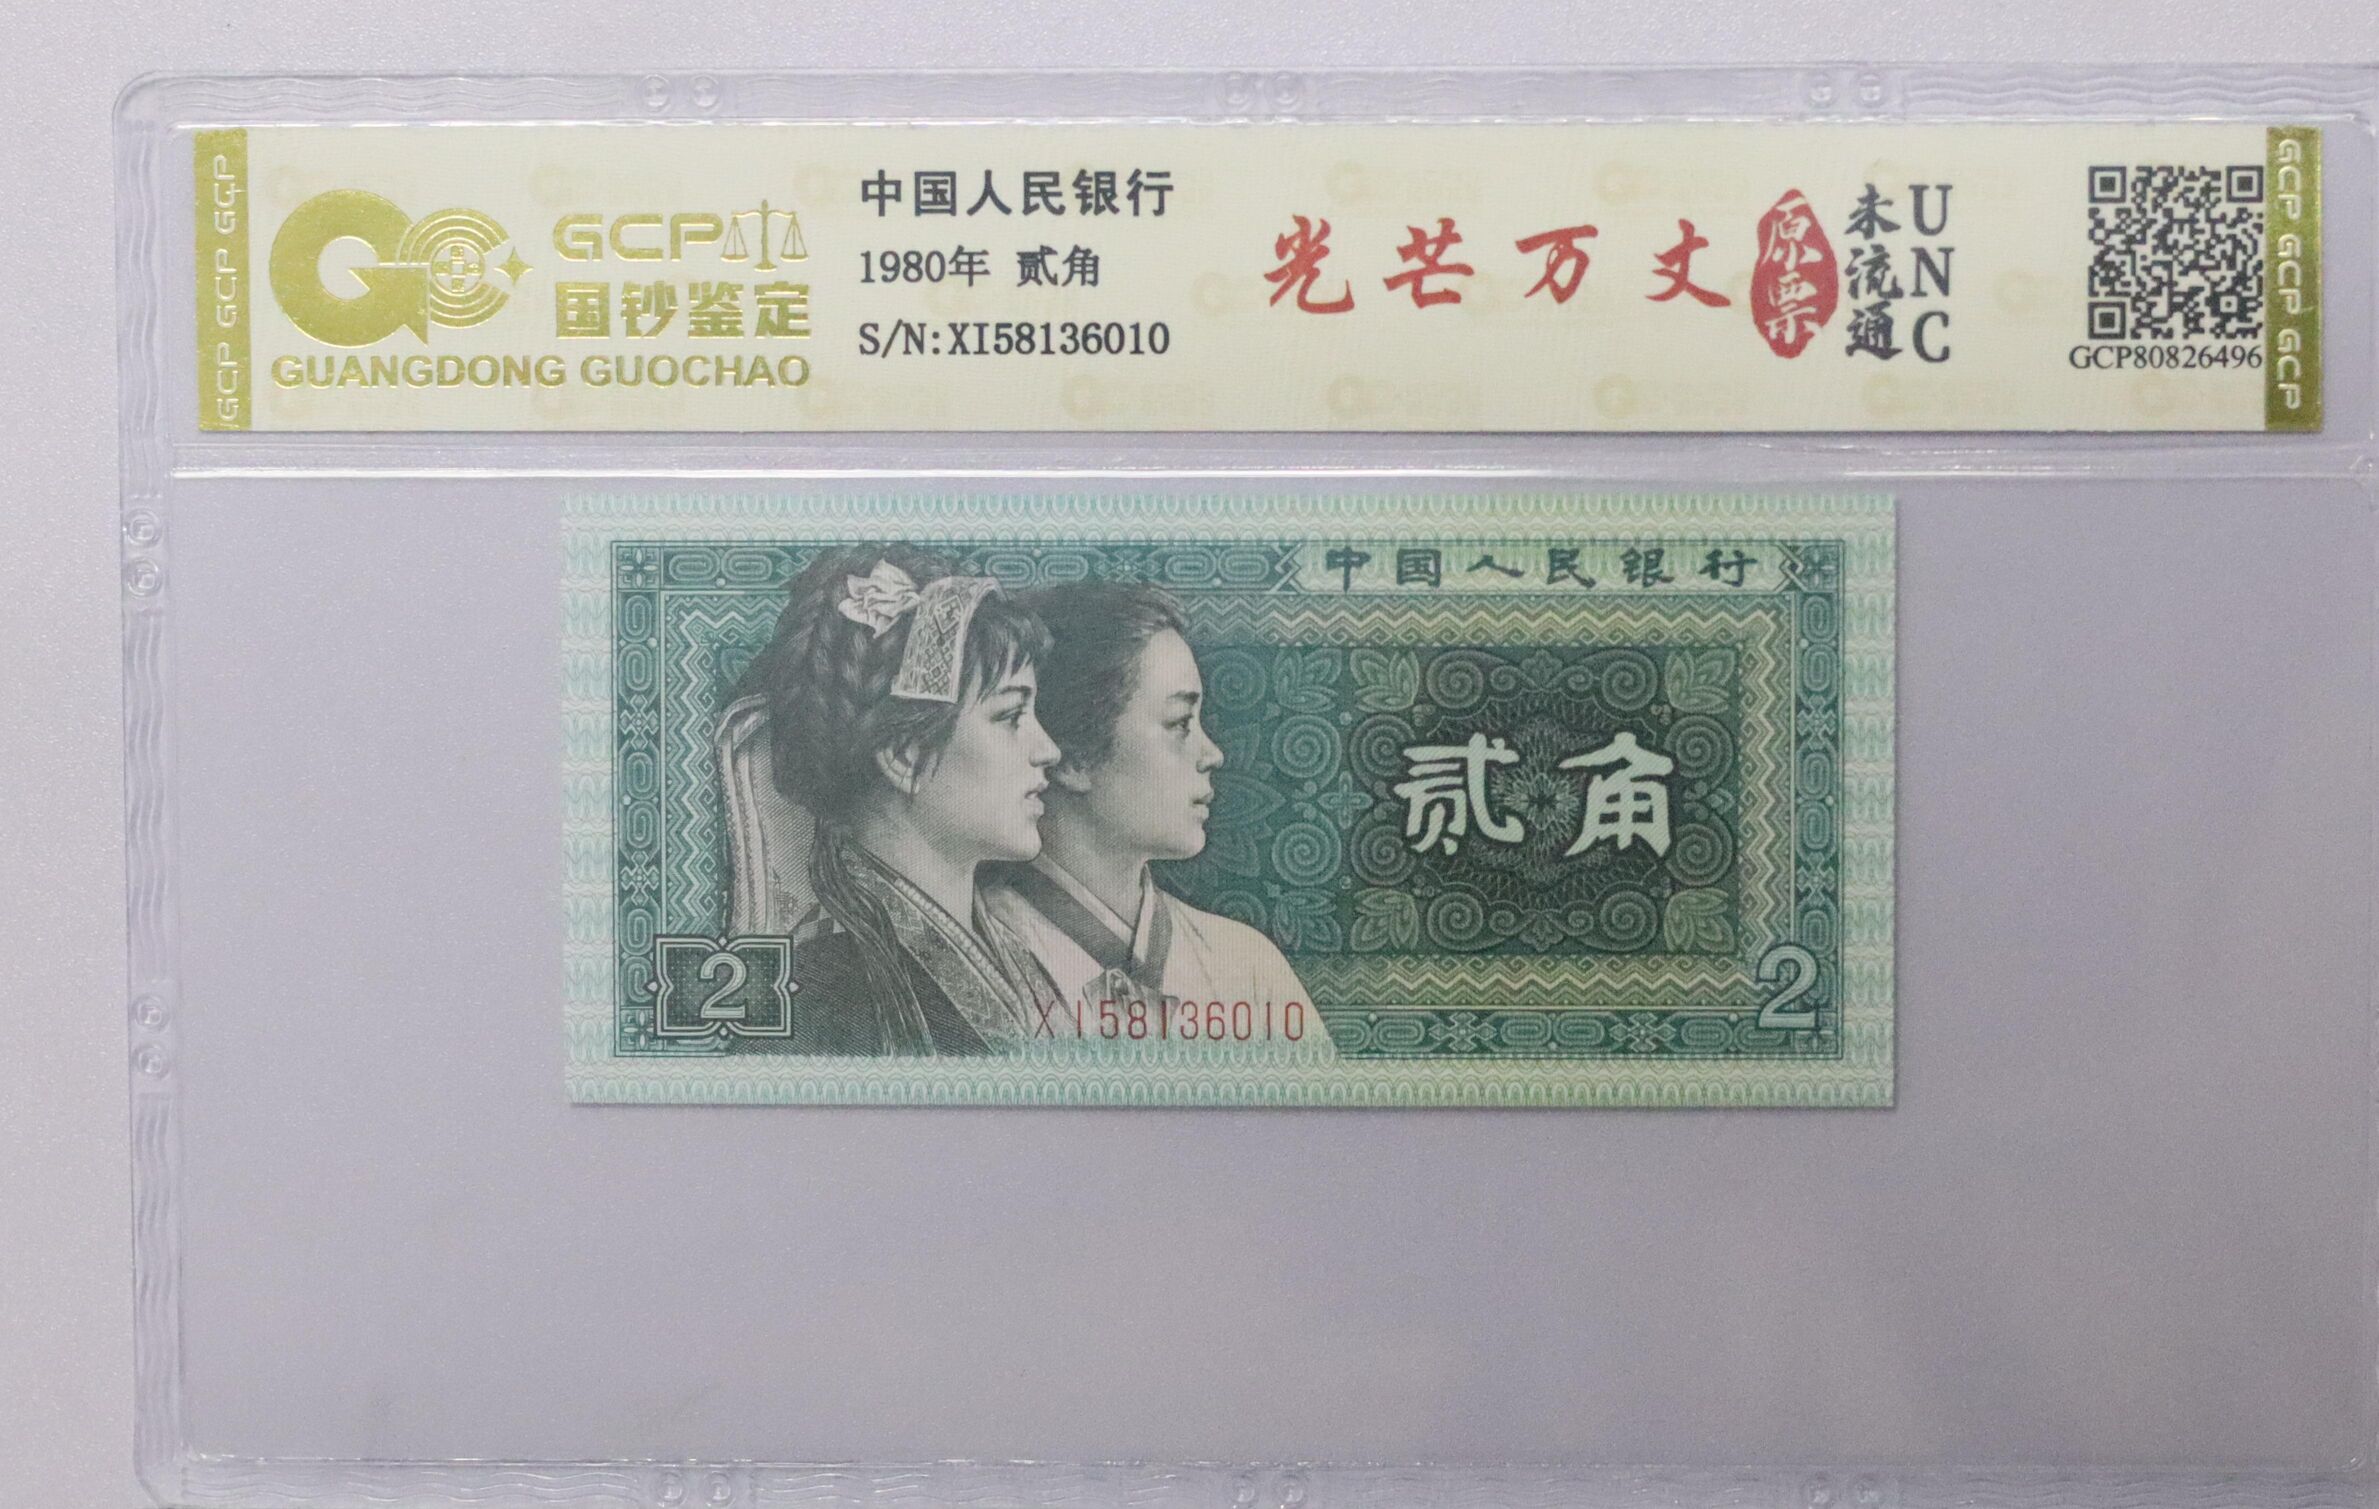 GCP GCP GCP
GCP
国钞鉴定
GUANGDONG GUOCHAO
中国人民银行
1980年 贰角
S/N:XI58136010
光芒万丈
原票
未流通
UNC
GCP80826496
GCP GCP GCP
中国人民银行
贰角
2
XI58136010
2